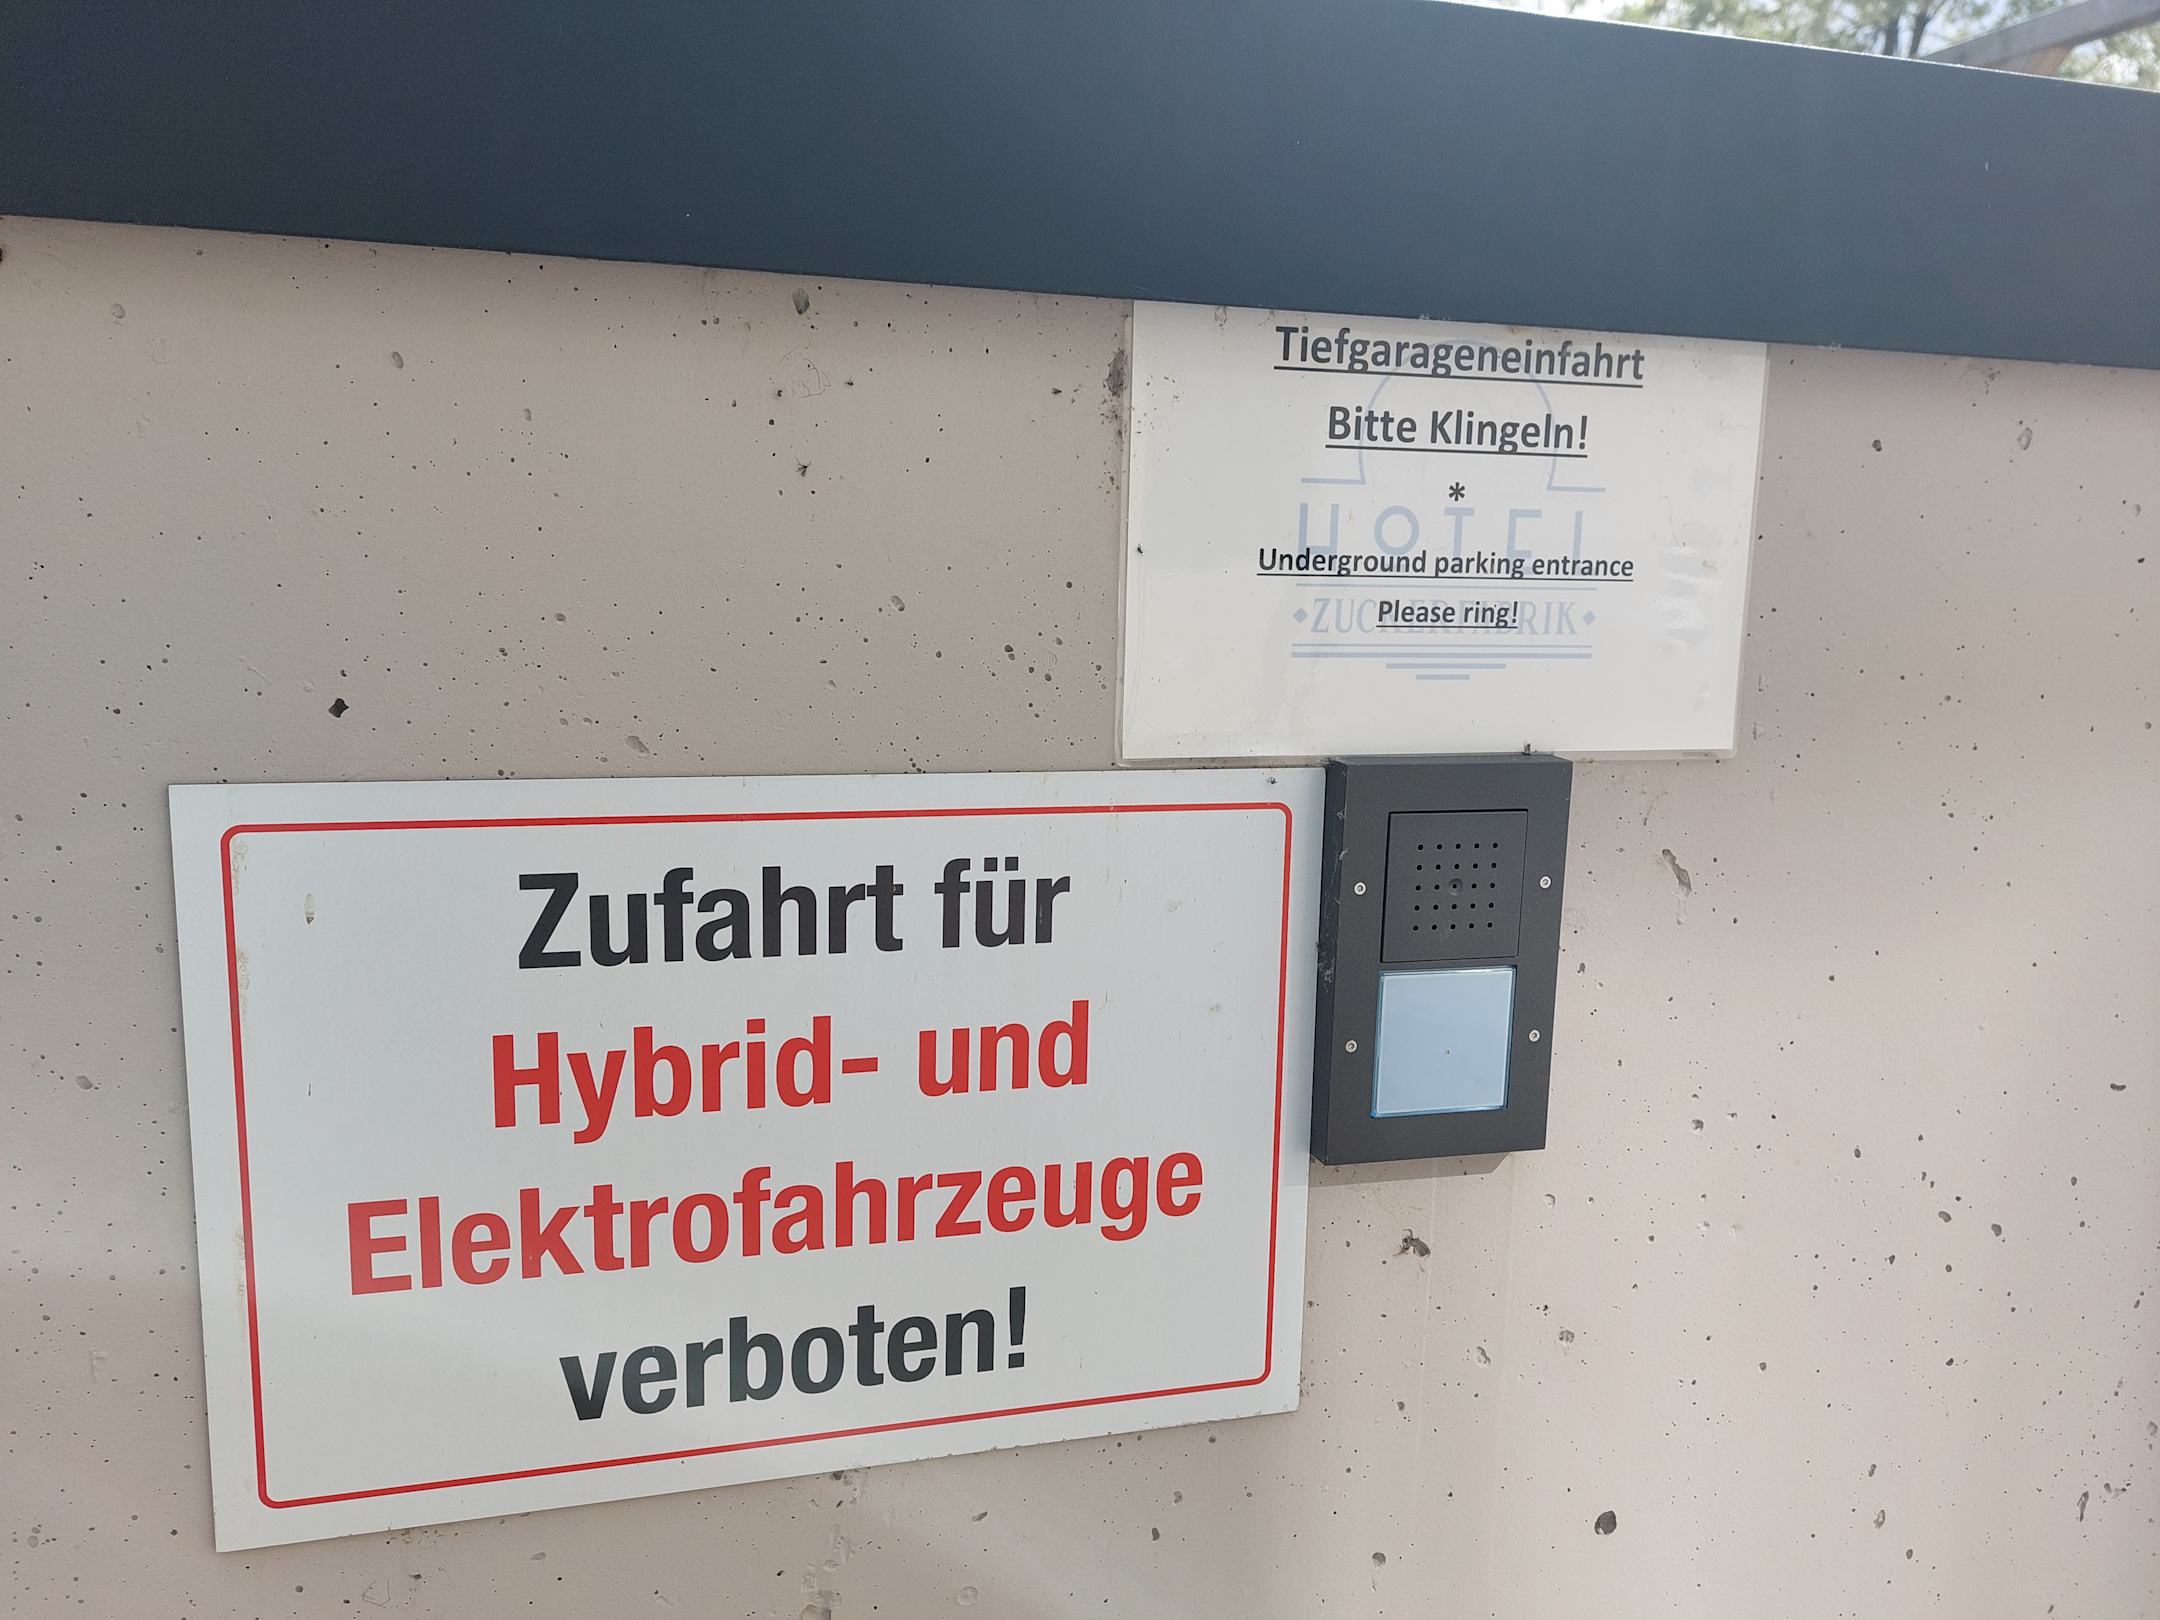 Tiefgarageneinfahrt
Bitte Klingeln!
*
HOTEL
Underground parking entrance
ZUCKERFABRIK
Please ring!
Zufahrt für
Hybrid- und
Elektrofahrzeuge
verboten!